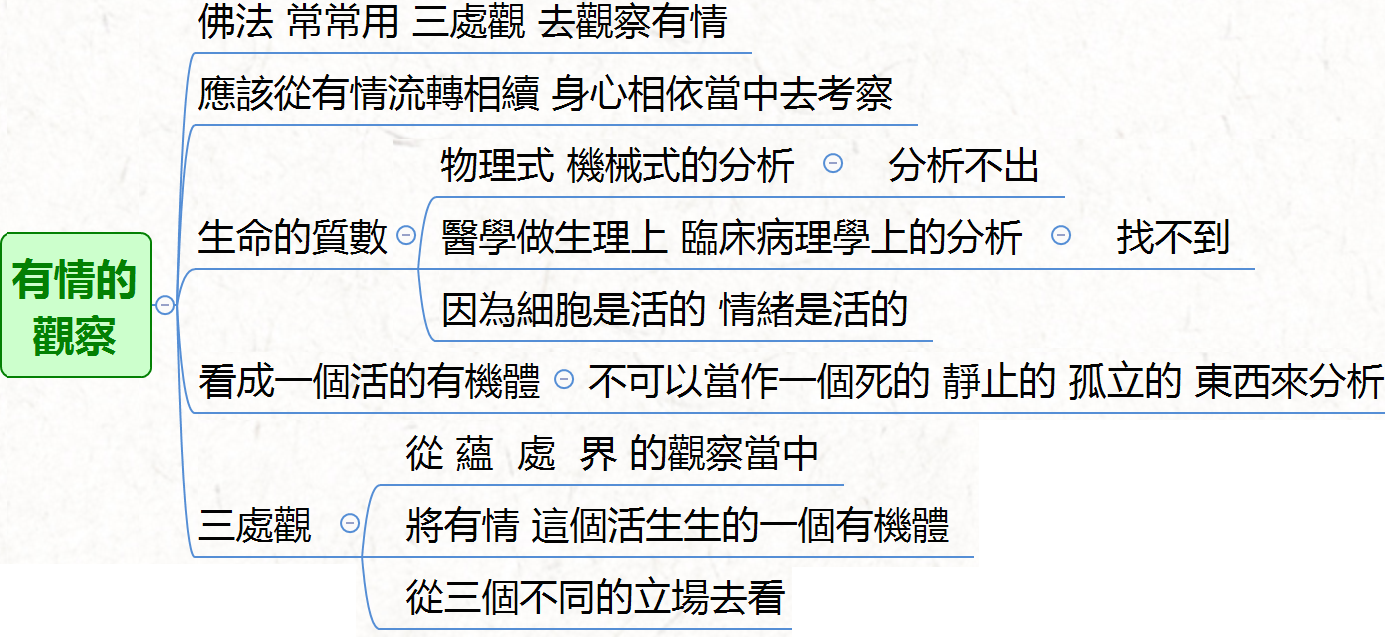 有情的
觀察
佛法 常常用 三處觀 去觀察有情
應該從有情流轉相續 身心相依當中去考察
生命的質數
物理式 機械式的分析 分析不出
醫學做生理上 臨床病理學上的分析 找不到
因為細胞是活的 情緒是活的
看成一個活的有機體 不可以當作一個死的 靜止的 孤立的 東西來分析
三處觀
從 蘊 處 界 的觀察當中
將有情 這個活生生的一個有機體
從三個不同的立場去看